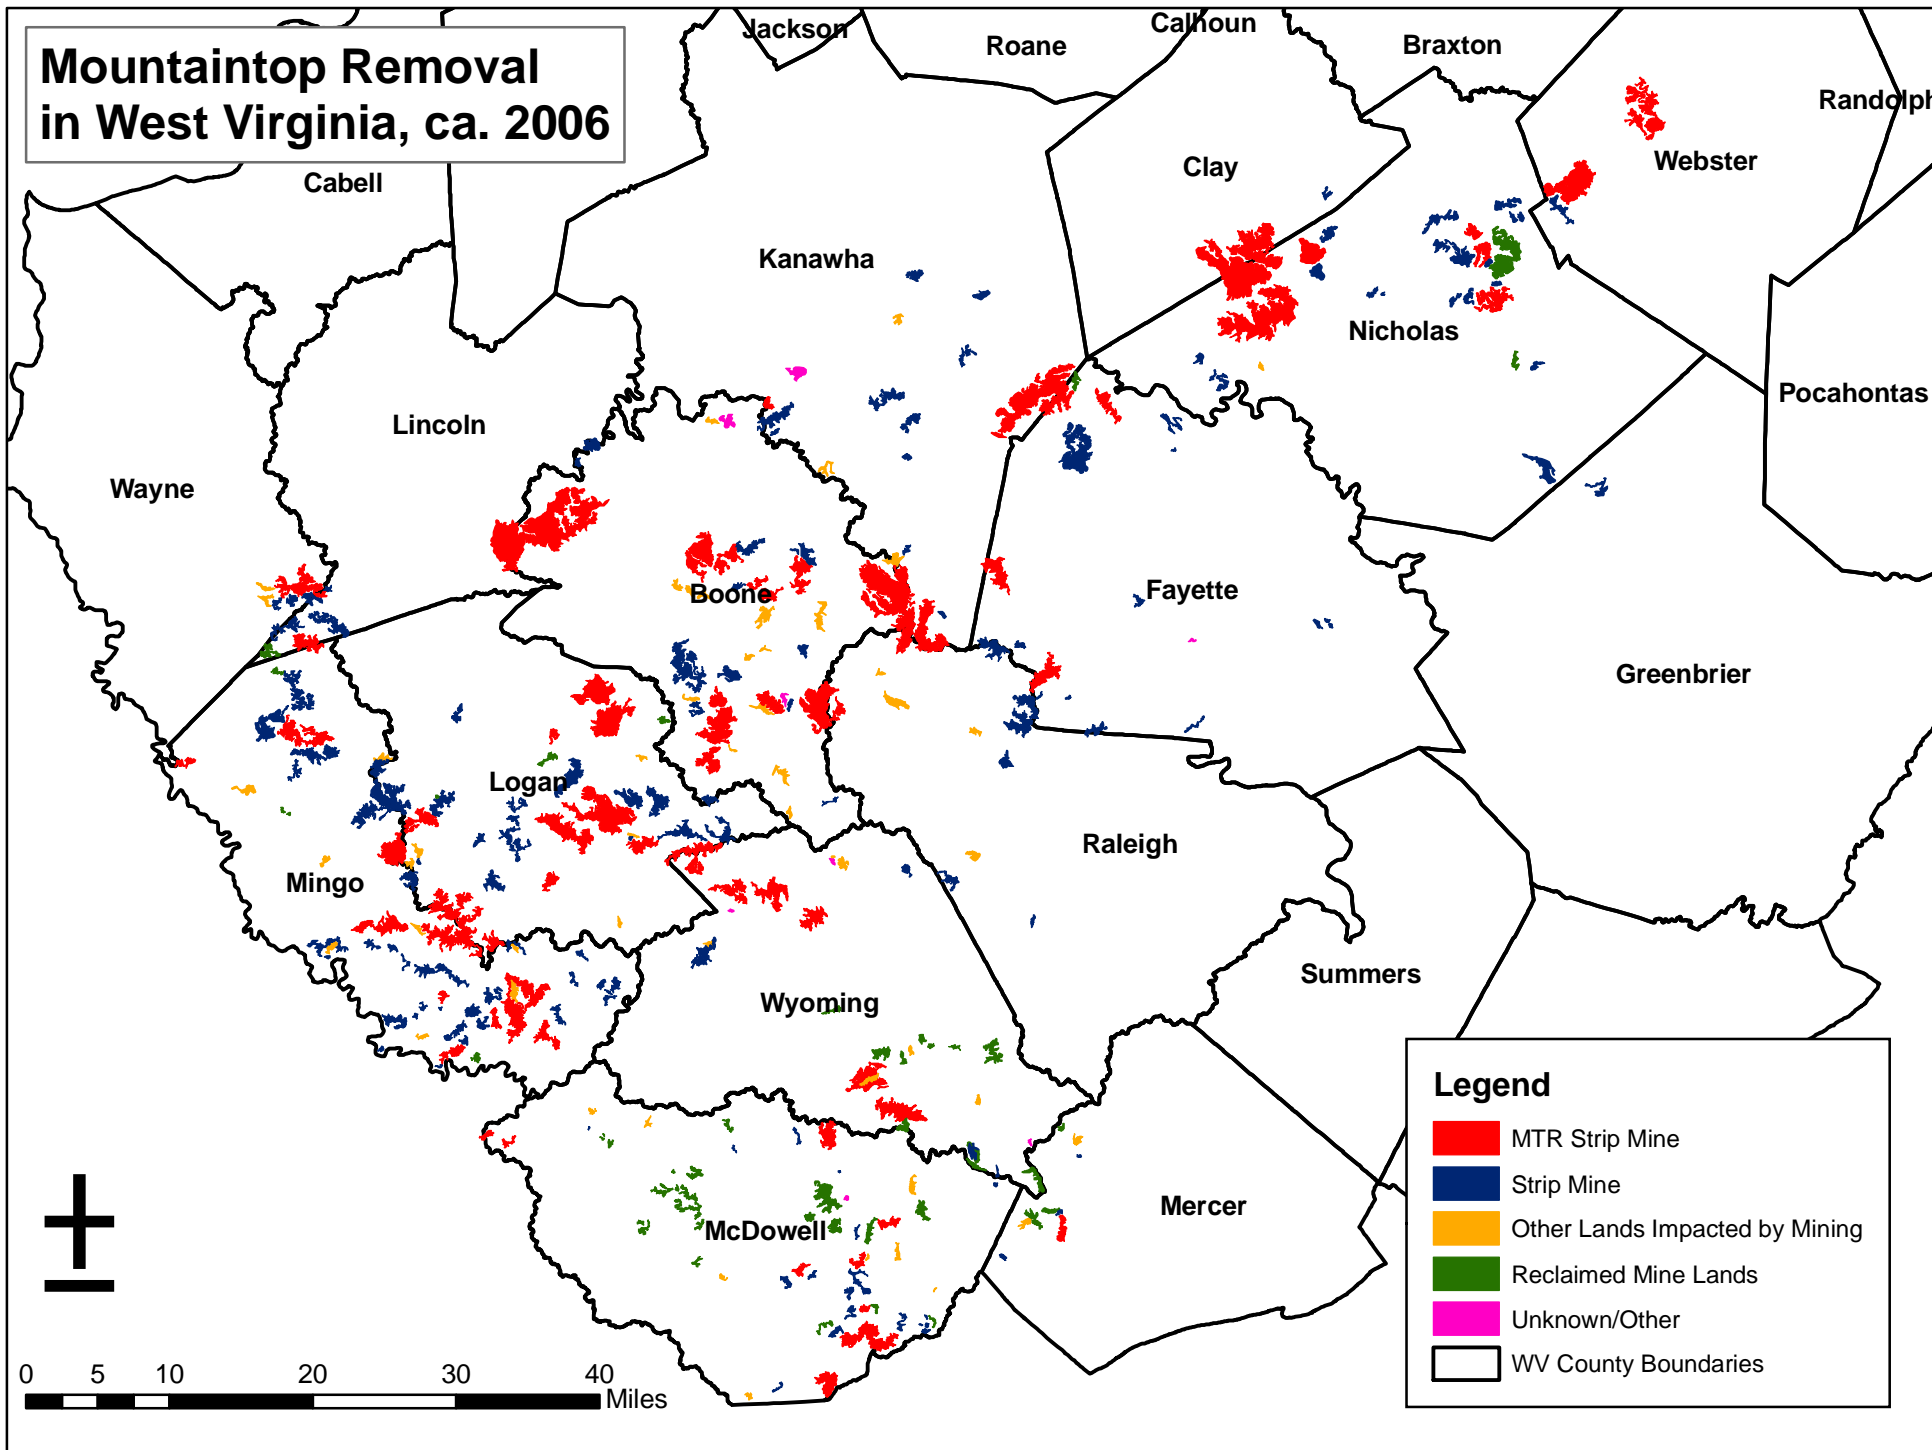 Mountaintop Removal
in West Virginia, ca. 2006
Jackson
Roane
Calhoun
Braxton
Randolph
Cabell
Clay
Webster
Kanawha
Nicholas
Pocahontas
Lincoln
Wayne
Boone
Fayette
Greenbrier
Logan
Raleigh
Mingo
Summers
Wyoming
Mercer
McDowell
Legend
MTR Strip Mine
Strip Mine
Other Lands Impacted by Mining
Reclaimed Mine Lands
Unknown/Other
WV County Boundaries
0 5 10 20 30 40
Miles